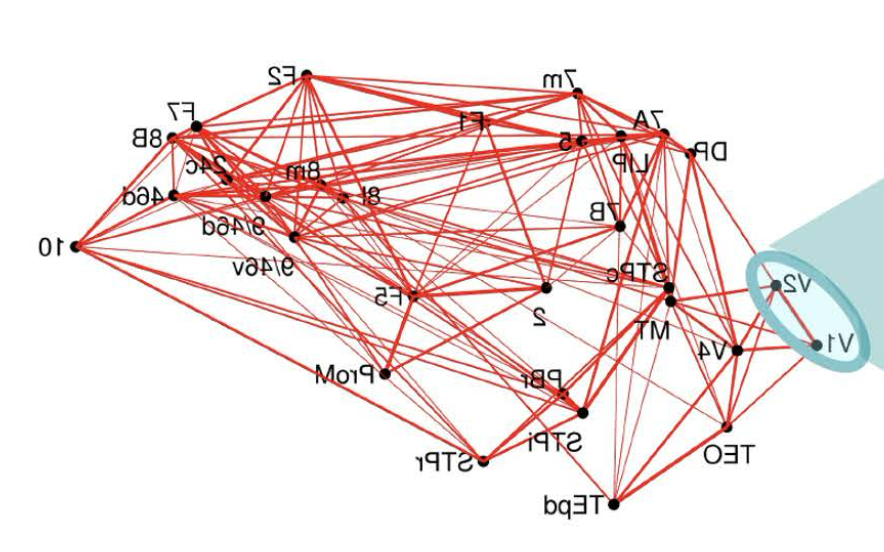 F2
7m
F7
F1
7A
8B
5
LIP
DP
24c
8m
46d
8l
9/46d
7B
10
9/46v
STPc
V2
F5
2
MT
V1
V4
ProM
PBr
STPi
STPr
TEO
TEpd